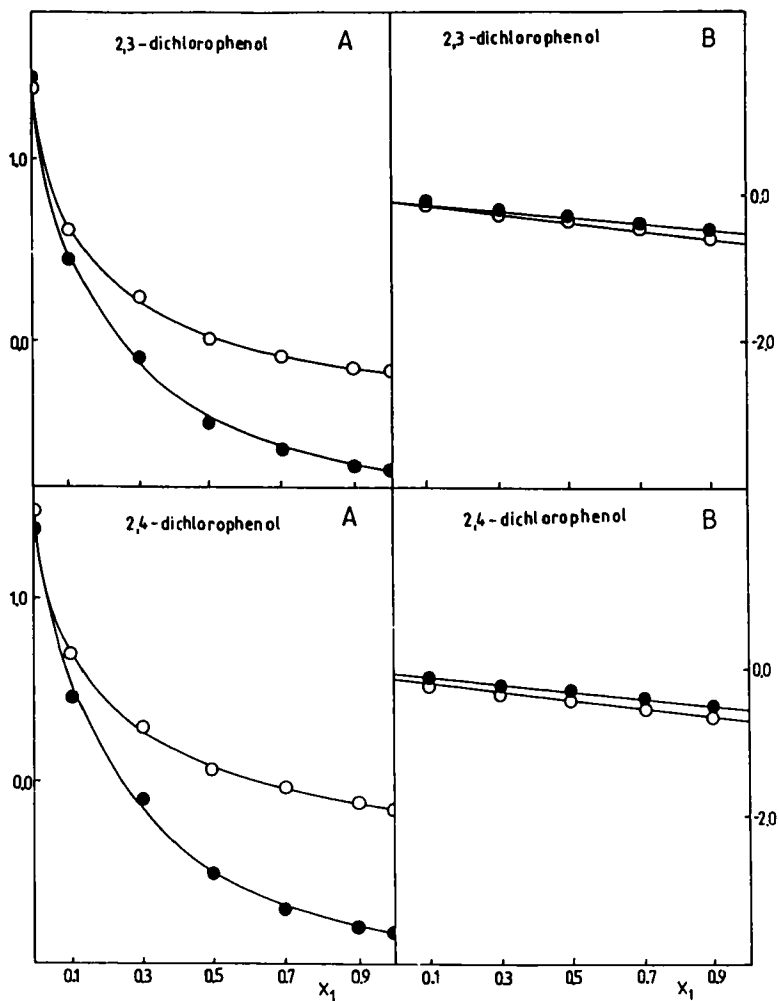 2,3-dichlorophenol A
2,3-dichlorophenol B
1,0
0,0
0,0
-2,0
2,4-dichlorophenol A
2,4-dichlorophenol B
1,0
0,0
0,0
-2,0
0.1 0.3 0.5 0.7 0.9
X1
0.1 0.3 0.5 0.7 0.9
X1